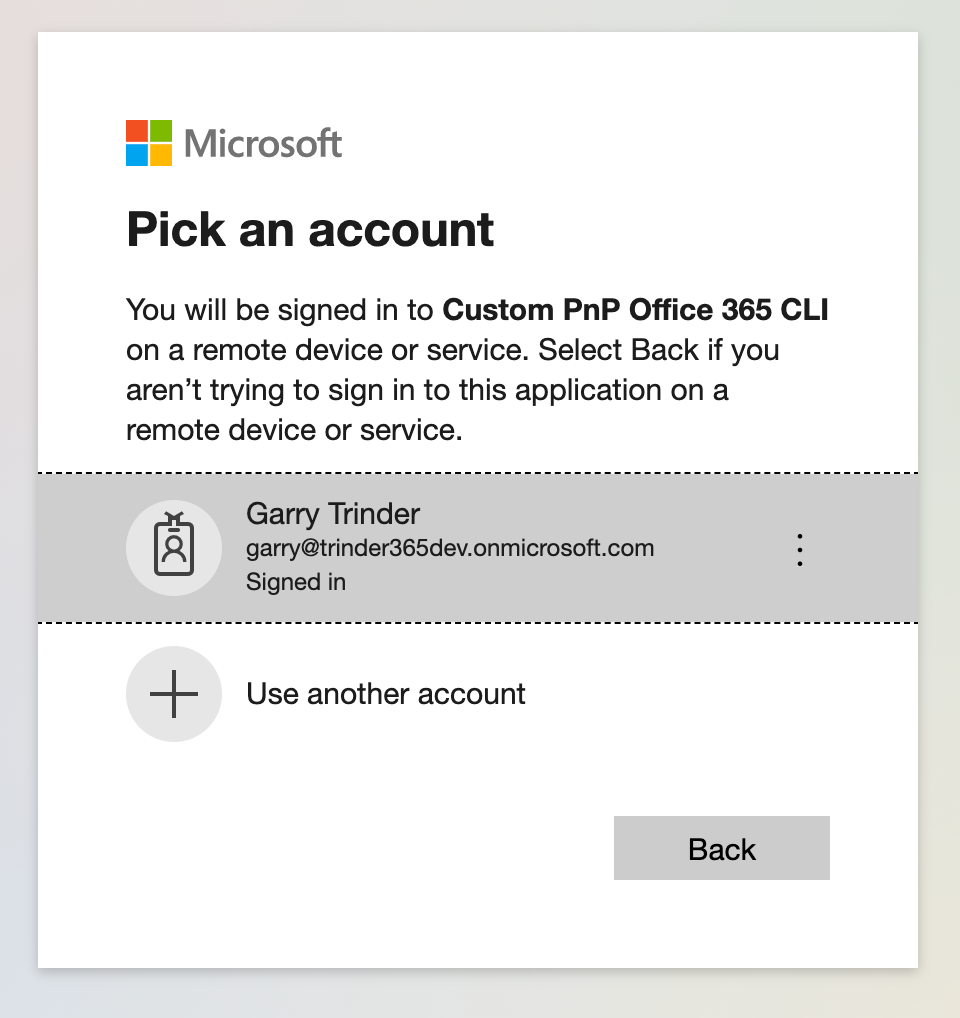 Microsoft
Pick an account
You will be signed in to Custom PnP Office 365 CLI
on a remote device or service. Select Back if you
aren’t trying to sign in to this application on a
remote device or service.
Garry Trinder
garry@trinder365dev.onmicrosoft.com
Signed in
Use another account
Back